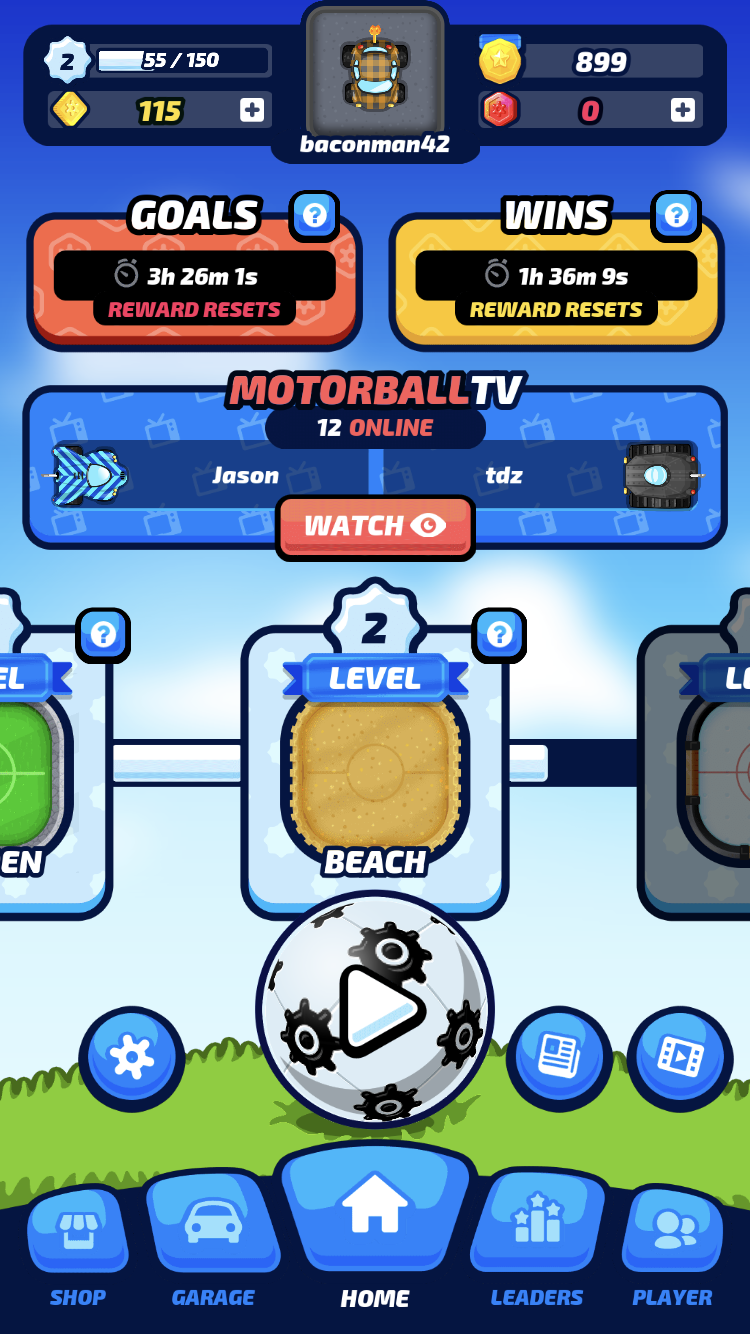 2
55 / 150
899
115
+
0
+
baconman42
GOALS
?
3h 26m 1s
REWARD RESETS
WINS
?
1h 36m 9s
REWARD RESETS
MOTORBALLTV
12 ONLINE
Jason
tdz
WATCH
?
2
?
EL
LEVEL
L
EN
BEACH
SHOP
GARAGE
HOME
LEADERS
PLAYER